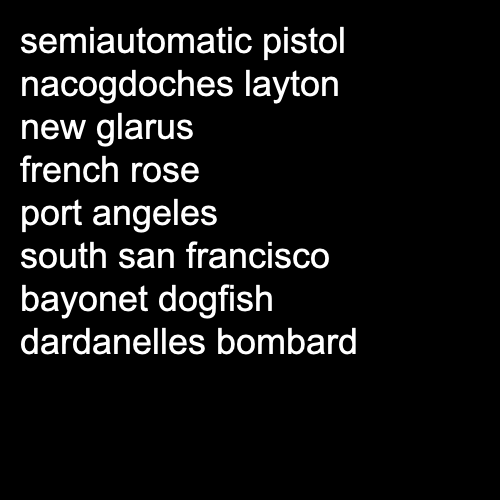 semiautomatic pistol
nacogdoches layton
new glarus
french rose
port angeles
south san francisco
bayonet dogfish
dardanelles bombard